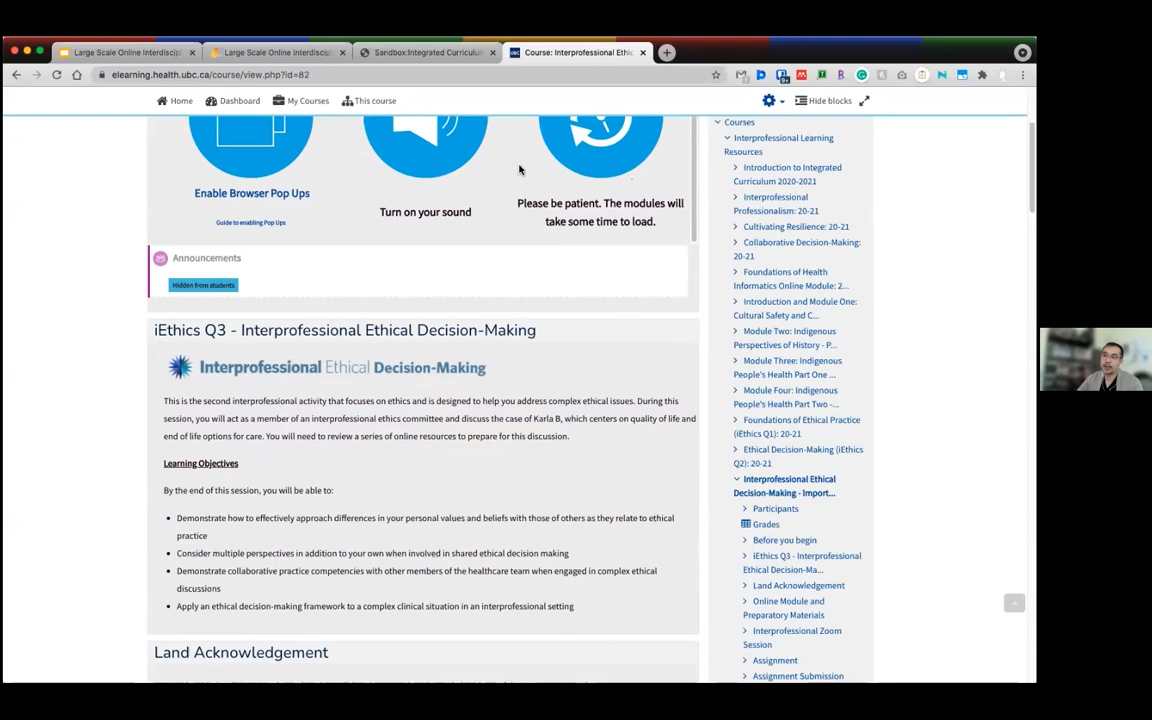 Large Scale Online Interdiscipl
Large Scale Online Interdiscipl
Sandbox:Integrated Curriculum
Course: Interprofessional Ethic
elearning.health.ubc.ca/course/view.php?id=82
Home
Dashboard
My Courses
This course
Hide blocks
Enable Browser Pop Ups
Guide to enabling Pop Ups
Turn on your sound
Please be patient. The modules will
take some time to load.
Announcements
Hidden from students
iEthics Q3 - Interprofessional Ethical Decision-Making
Interprofessional Ethical Decision-Making
This is the second interprofessional activity that focuses on ethics and is designed to help you address complex ethical issues. During this
session, you will act as a member of an interprofessional ethics committee and discuss the case of Karla B, which centers on quality of life and
end of life options for care. You will need to review a series of online resources to prepare for this discussion.
Learning Objectives
By the end of this session, you will be able to:
Demonstrate how to effectively approach differences in your personal values and beliefs with those of others as they relate to ethical
practice
Consider multiple perspectives in addition to your own when involved in shared ethical decision making
Demonstrate collaborative practice competencies with other members of the healthcare team when engaged in complex ethical
discussions
Apply an ethical decision-making framework to a complex clinical situation in an interprofessional setting
Land Acknowledgement
Courses
Interprofessional Learning
Resources
Introduction to Integrated
Curriculum 2020-2021
Interprofessional
Professionalism: 20-21
Cultivating Resilience: 20-21
Collaborative Decision-Making:
20-21
Foundations of Health
Informatics Online Module: 2...
Introduction and Module One:
Cultural Safety and C...
Module Two: Indigenous
Perspectives of History - P...
Module Three: Indigenous
People's Health Part One ...
Module Four: Indigenous
People's Health Part Two -...
Foundations of Ethical Practice
(iEthics Q1): 20-21
Ethical Decision-Making (iEthics
Q2): 20-21
Interprofessional Ethical
Decision-Making - Import...
Participants
Grades
Before you begin
iEthics Q3 - Interprofessional
Ethical Decision-Ma...
Land Acknowledgement
Online Module and
Preparatory Materials
Interprofessional Zoom
Session
Assignment
Assignment Submission